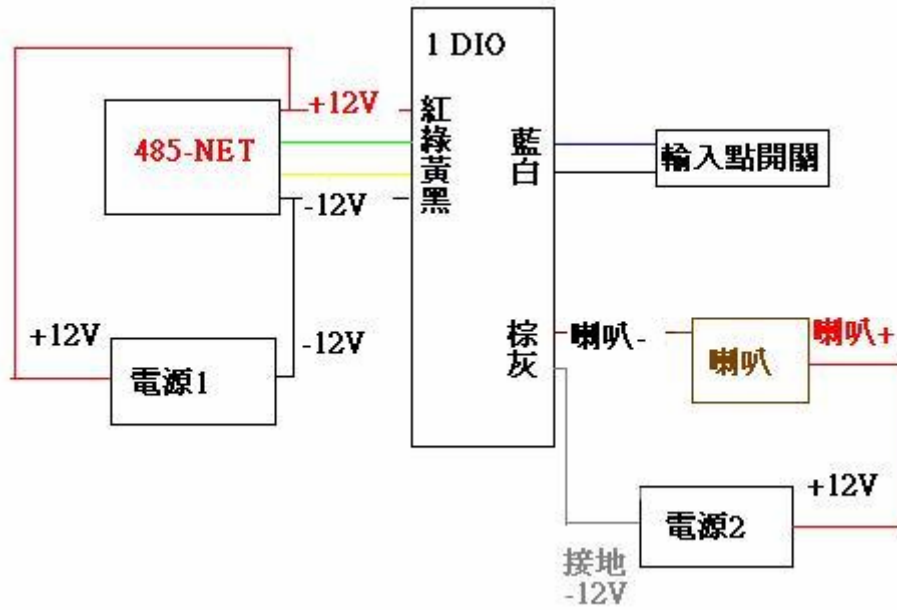 1 DIO
+12V
紅
綠
黃
黑
藍
白
485-NET
輸入點開關
-12V
+12V
-12V
電源1
棕
灰
喇叭-
喇叭
喇叭+
電源2
+12V
接地
-12V